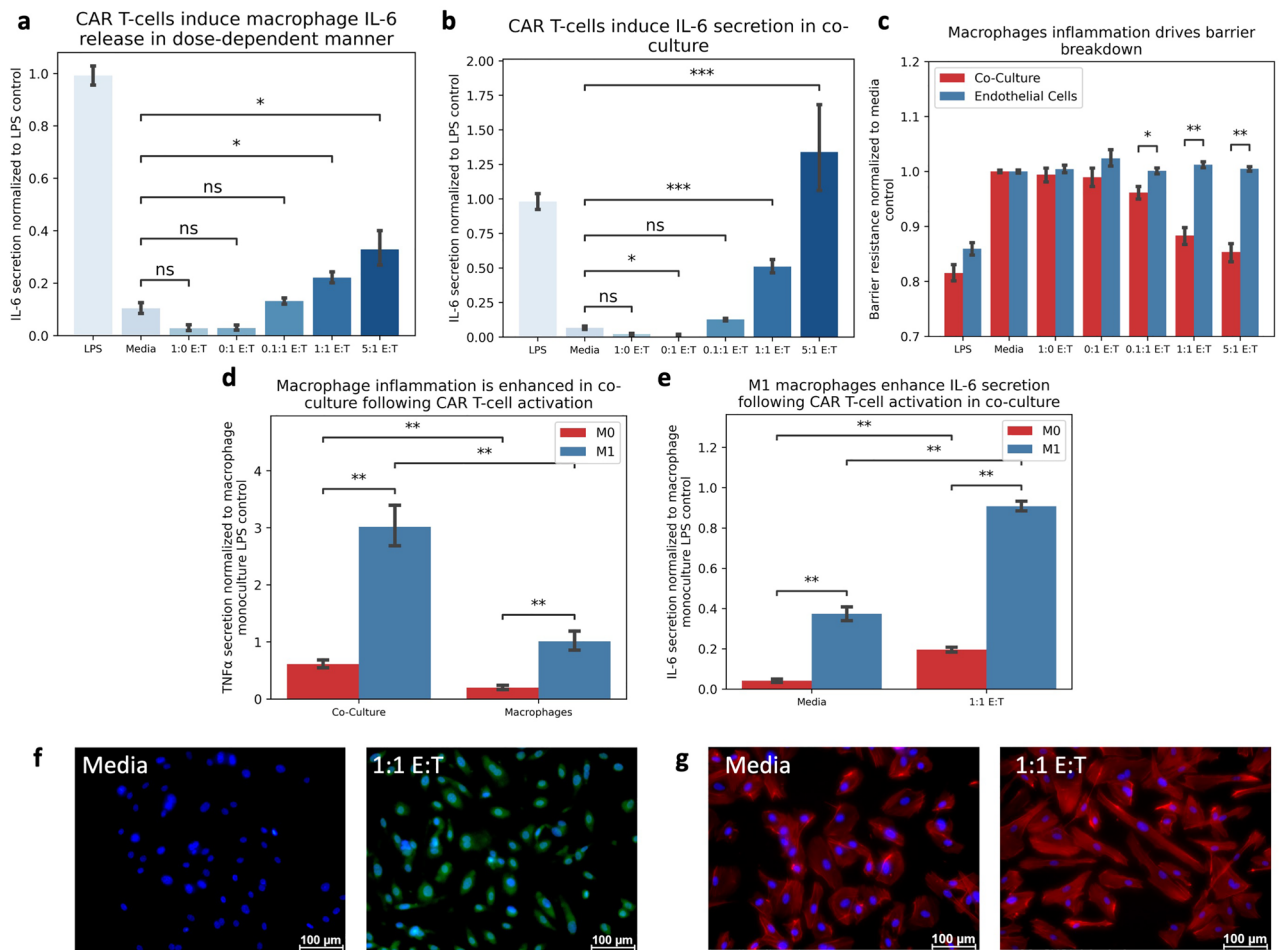 a
CAR T-cells induce macrophage IL-6
release in dose-dependent manner
IL-6 secretion normalized to LPS control
1.0
0.8
0.6
0.4
0.2
0.0
*
*
ns
ns
ns
LPS
Media
1:0 E:T
0:1 E:T
0.1:1 E:T
1:1 E:T
5:1 E:T
b
CAR T-cells induce IL-6 secretion in co-
culture
IL-6 secretion normalized to LPS control
2.00
1.75
1.50
1.25
1.00
0.75
0.50
0.25
0.00
***
***
ns
*
ns
LPS
Media
1:0 E:T
0:1 E:T
0.1:1 E:T
1:1 E:T
5:1 E:T
c
Macrophages inflammation drives barrier
breakdown
Barrier resistance normalized to media
control
1.2
1.1
1.0
0.9
0.8
0.7
Co-Culture
Endothelial Cells
*
**
**
LPS
Media
1:0 E:T
0:1 E:T
0.1:1 E:T
1:1 E:T
5:1 E:T
d
Macrophage inflammation is enhanced in co-
culture following CAR T-cell activation
TNFα secretion normalized to macrophage
monoculture LPS control
4
3
2
1
0
M0
M1
**
**
**
**
Co-Culture
Macrophages
e
M1 macrophages enhance IL-6 secretion
following CAR T-cell activation in co-culture
IL-6 secretion normalized to macrophage
monoculture LPS control
1.2
1.0
0.8
0.6
0.4
0.2
0.0
M0
M1
**
**
**
**
Media
1:1 E:T
f
Media
100 µm
1:1 E:T
100 µm
g
Media
100 µm
1:1 E:T
100 µm